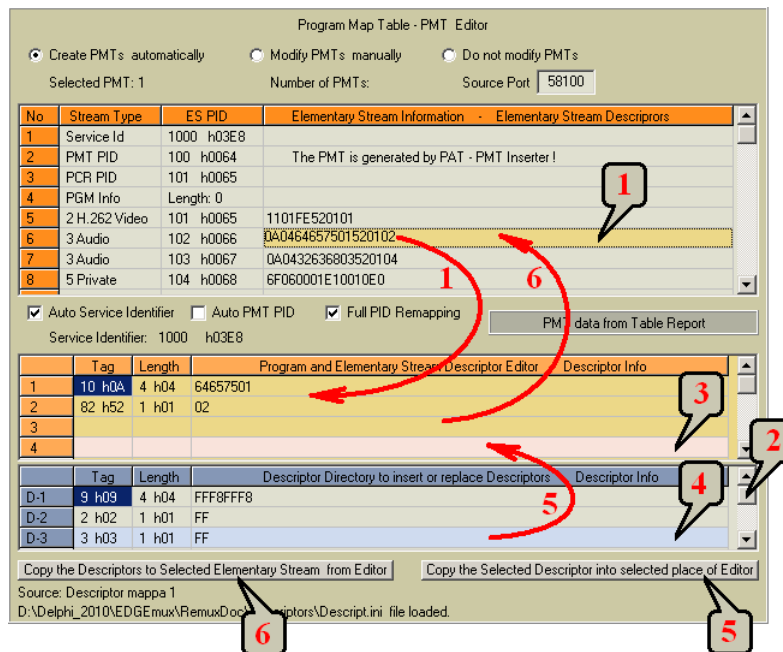 Program Map Table - PMT Editor
Create PMTs automatically Modify PMTs manually Do not modify PMTs
Selected PMT: 1 Number of PMTs: Source Port 58100
No Stream Type ES PID Elementary Stream Information - Elementary Stream Descriprors
1 Service Id 1000 h03E8
2 PMT PID 100 h0064 The PMT is generated by PAT - PMT Inserter !
3 PCR PID 101 h0065
4 PGM Info Length: 0
1
5 2 H.262 Video 101 h0065 1101FE520101
6 3 Audio 102 h0066 0A0464657501520102
7 3 Audio 103 h0067 0A0432636803520104
8 5 Private 104 h0068 6F060001E10010E0
1 6
Auto Service Identifier Auto PMT PID Full PID Remapping
Service Identifier: 1000 h03E8 PMT data from Table Report
Tag Length Program and Elementary Stream Descriptor Editor Descriptor Info
1 10 h0A 4 h04 64657501
2 82 h52 1 h01 02
3
4
3
2
Tag Length Descriptor Directory to insert or replace Descriptors Descriptor Info
D-1 9 h09 4 h04 FFF8FFF8
D-2 2 h02 1 h01 FF
D-3 3 h03 1 h01 FF
5 4
Copy the Descriptors to Selected Elementary Stream from Editor Copy the Selected Descriptor into selected place of Editor
Source: Descriptor mappa 1
D:\Delphi_2010\EDGEmux\RemuxDoc\ file loaded.
6 5